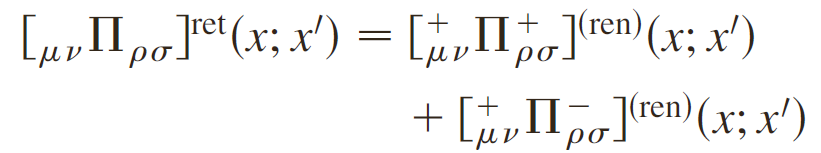 [_{μν}Π_{ρσ}]^{ret}(x; x′) = [^{+}_{μν}Π^{+}_{ρσ}]^{(ren)}(x; x′)
+ [^{+}_{μν}Π^{−}_{ρσ}]^{(ren)}(x; x′)